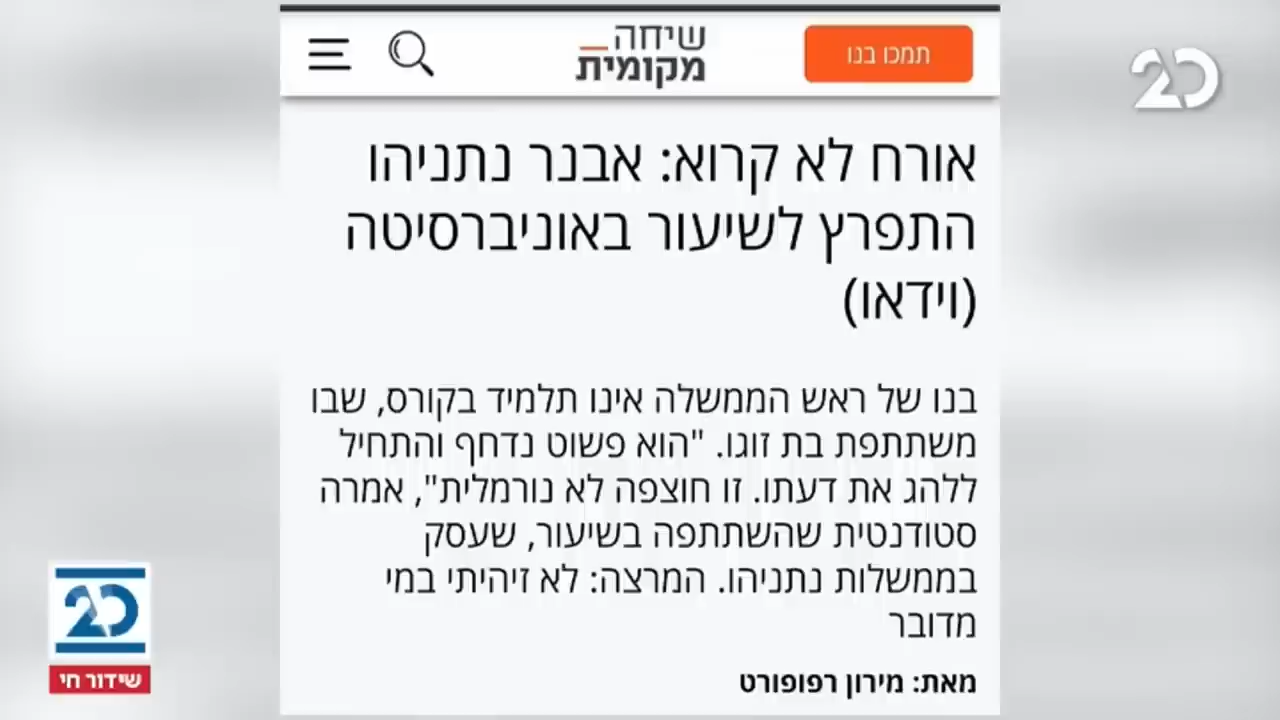 תמכו בנו
שיחה
מקומית
20
אורח לא קרוא: אבנר נתניהו
התפרץ לשיעור באוניברסיטה
(וידאו)
בנו של ראש הממשלה אינו תלמיד בקורס, שבו
משתתפת בת זוגו. "הוא פשוט נדחף והתחיל
ללהג את דעתו. זו חוצפה לא נורמלית", אמרה
סטודנטית שהשתתפה בשיעור, שעסק
בממשלות נתניהו. המרצה: לא זיהיתי במי
מדובר
מאת: מירון רפופורט
20
שידור חי